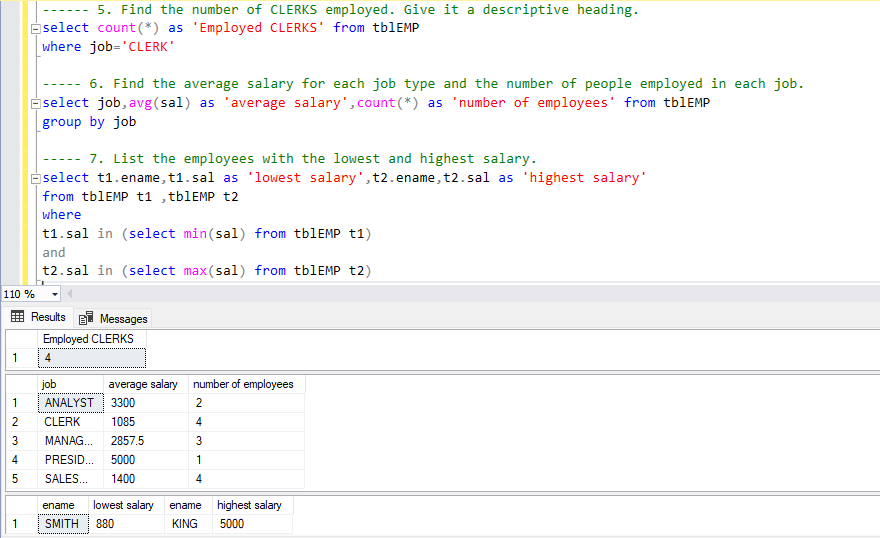 ------ 5. Find the number of CLERKS employed. Give it a descriptive heading.
select count(*) as 'Employed CLERKS' from tblEMP
where job='CLERK'
----- 6. Find the average salary for each job type and the number of people employed in each job.
select job,avg(sal) as 'average salary',count(*) as 'number of employees' from tblEMP
group by job
----- 7. List the employees with the lowest and highest salary.
select t1.ename,t1.sal as 'lowest salary',t2.ename,t2.sal as 'highest salary'
from tblEMP t1 ,tblEMP t2
where
t1.sal in (select min(sal) from tblEMP t1)
and
t2.sal in (select max(sal) from tblEMP t2)
110 %
Results Messages
Employed CLERKS
1 4
job average salary number of employees
1 ANALYST 3300 2
2 CLERK 1085 4
3 MANAG... 2857.5 3
4 PRESID... 5000 1
5 SALES... 1400 4
ename lowest salary ename highest salary
1 SMITH 880 KING 5000